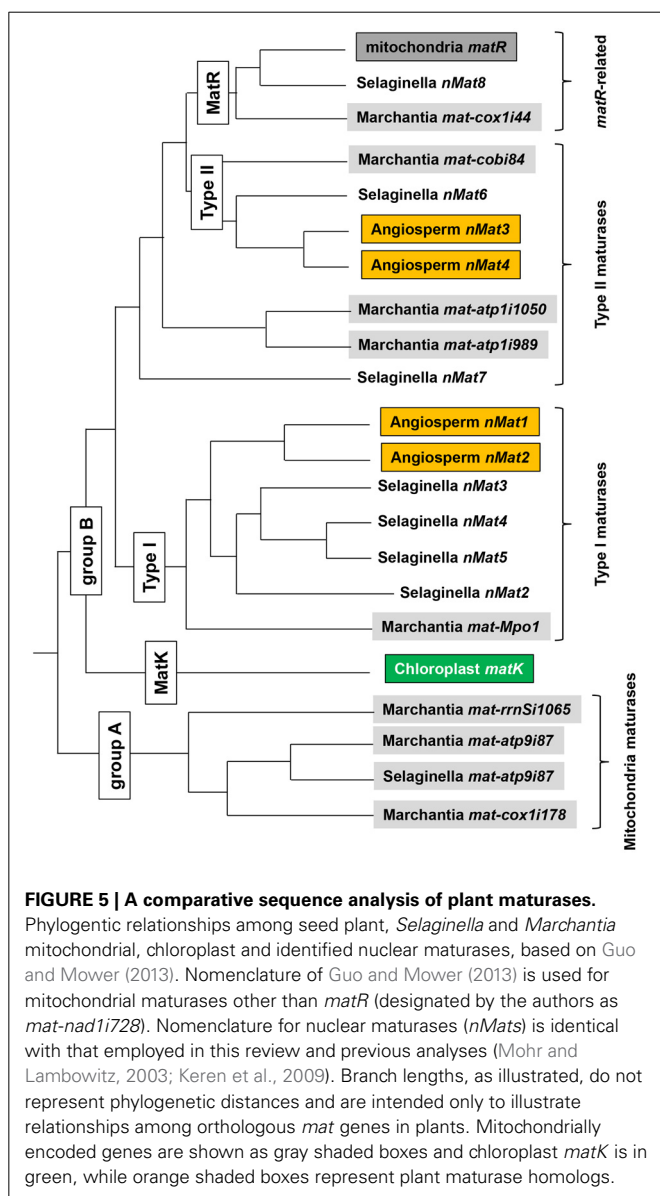 mitochondria matR
Selaginella nMat8
Marchantia mat-cox1i44
MatR
matR-related
Marchantia mat-cobi84
Selaginella nMat6
Angiosperm nMat3
Angiosperm nMat4
Type II
Marchantia mat-atp1i1050
Marchantia mat-atp1i989
Selaginella nMat7
Type II maturases
Angiosperm nMat1
Angiosperm nMat2
Selaginella nMat3
Selaginella nMat4
Selaginella nMat5
Selaginella nMat2
Marchantia mat-Mpo1
group B
Type I
Type I maturases
MatK
Chloroplast matK
Marchantia mat-rrnSi1065
Marchantia mat-atp9i87
Selaginella mat-atp9i87
Marchantia mat-cox1i178
group A
Mitochondria maturases
FIGURE 5 | A comparative sequence analysis of plant maturases.
Phylogentic relationships among seed plant, Selaginella and Marchantia
mitochondrial, chloroplast and identified nuclear maturases, based on Guo
and Mower (2013). Nomenclature of Guo and Mower (2013) is used for
mitochondrial maturases other than matR (designated by the authors as
mat-nad1i728). Nomenclature for nuclear maturases (nMats) is identical
with that employed in this review and previous analyses (Mohr and
Lambowitz, 2003; Keren et al., 2009). Branch lengths, as illustrated, do not
represent phylogenetic distances and are intended only to illustrate
relationships among orthologous mat genes in plants. Mitochondrially
encoded genes are shown as gray shaded boxes and chloroplast matK is in
green, while orange shaded boxes represent plant maturase homologs.